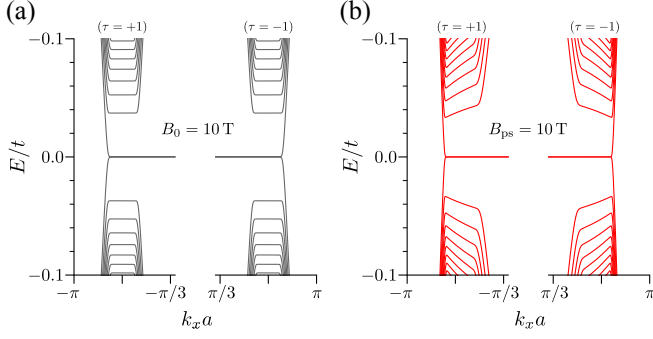 (a)
(τ = +1)
(τ = −1)
−0.1
E/t
0.0
−0.1
B₀ = 10 T
−π
−π/3
π/3
π
kₓa
(b)
(τ = +1)
(τ = −1)
−0.1
E/t
0.0
−0.1
Bₚₛ = 10 T
−π
−π/3
π/3
π
kₓa